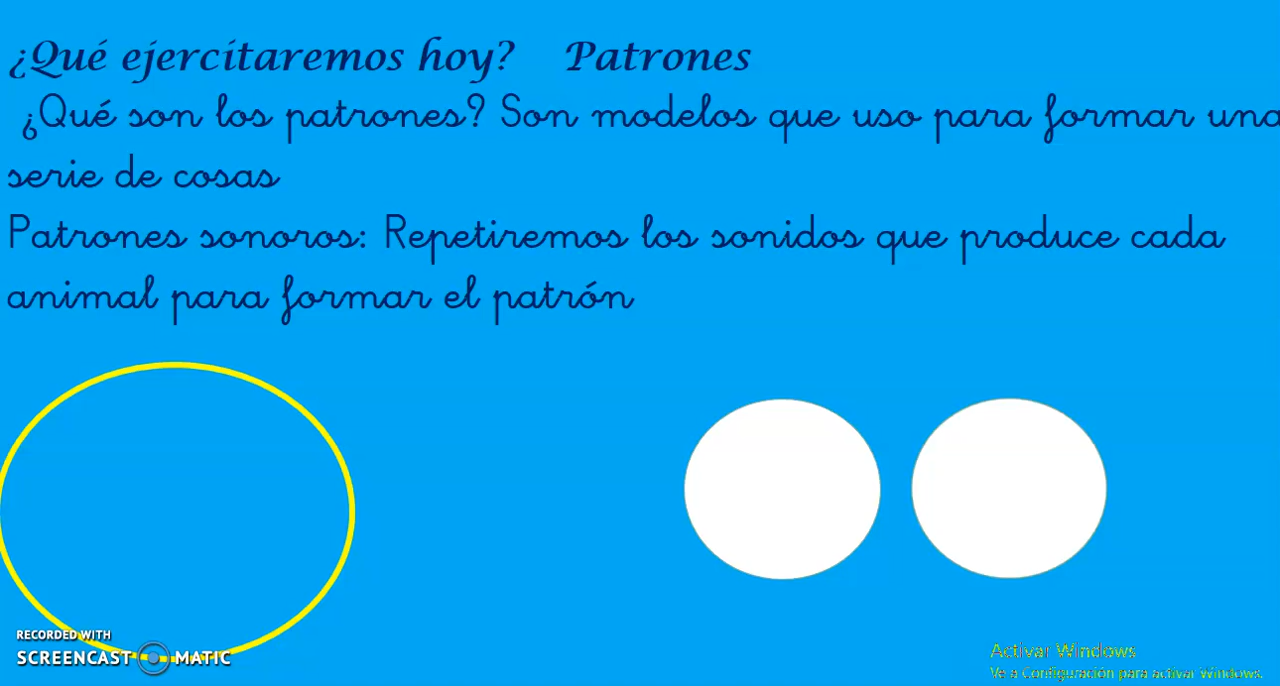 ¿Qué ejercitaremos hoy? Patrones
¿Qué son los patrones? Son modelos que uso para formar una
serie de cosas
Patrones sonoros: Repetiremos los sonidos que produce cada
animal para formar el patrón
RECORDED WITH
SCREENCAST MATIC
Activar Windows
Ve a Configuración para activar Windows.